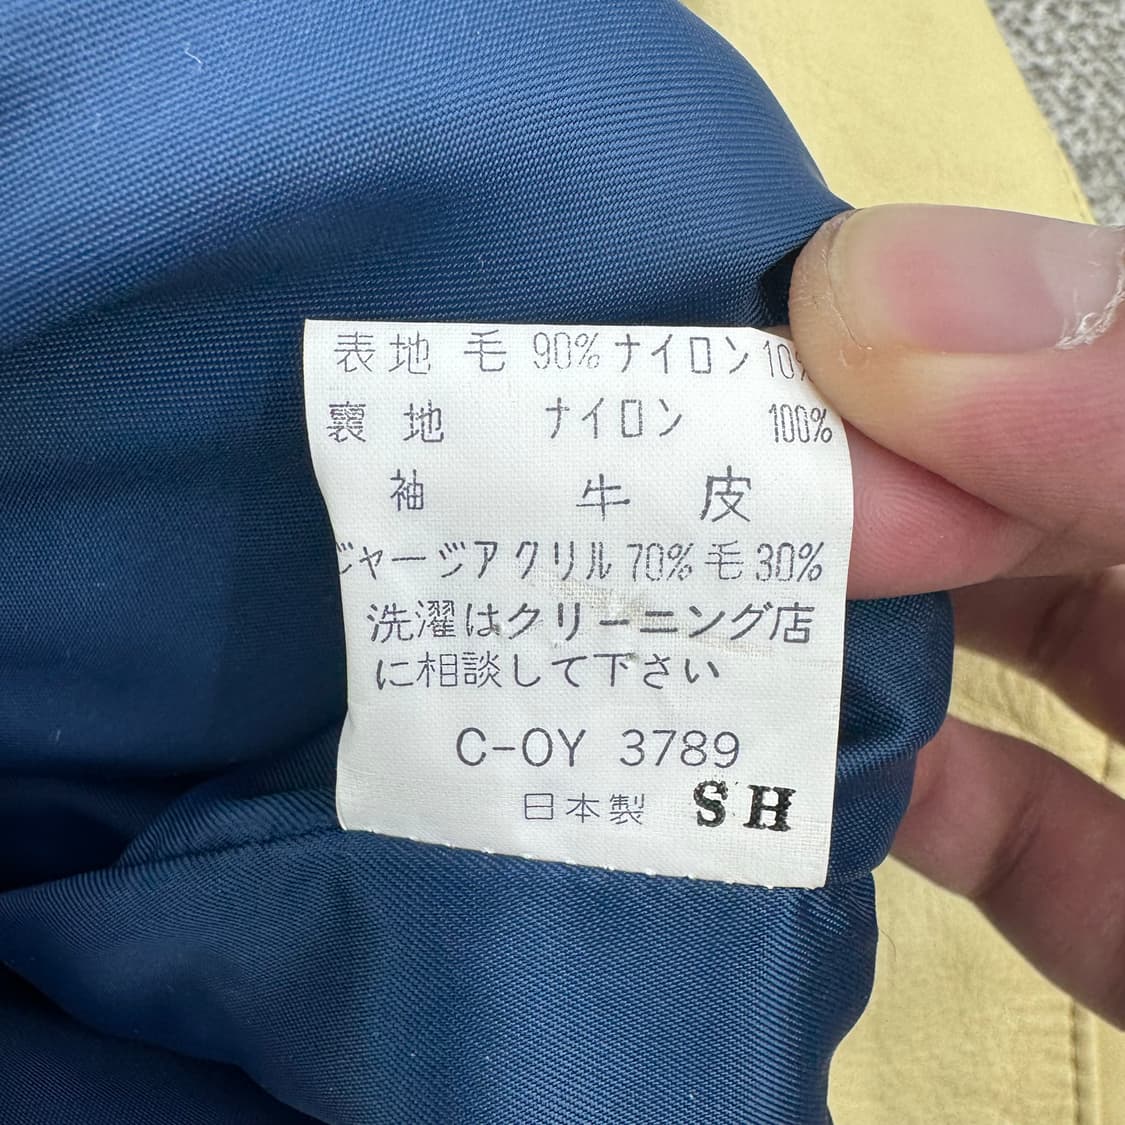 表地 毛 90% ナイロン 10%
裏地 ナイロン 100%
袖 牛皮
ジャージアクリル 70% 毛 30%
洗濯はクリーニング店
に相談して下さい
C-OY 3789
日本製 SH